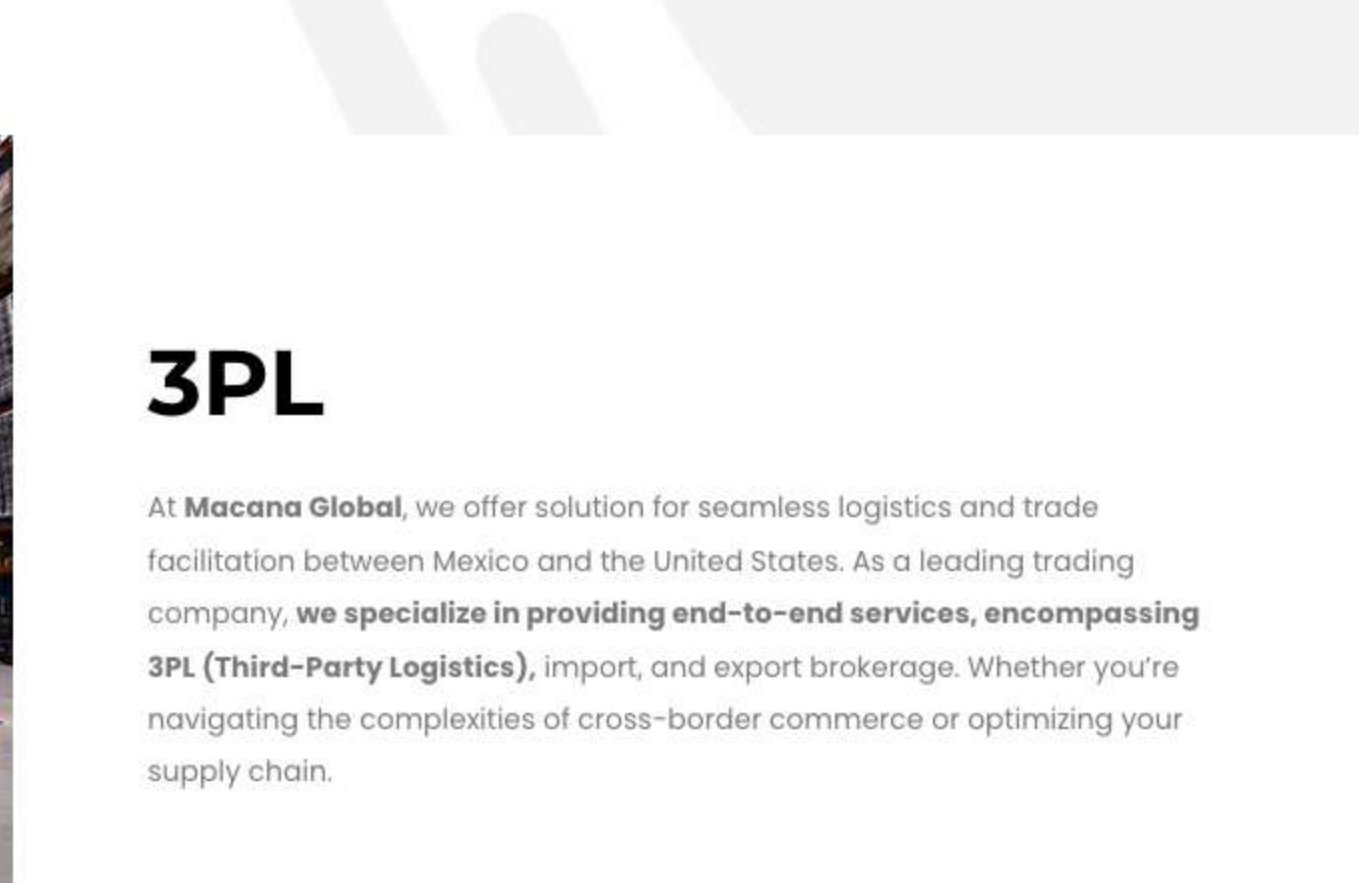 3PL
At Macana Global, we offer solution for seamless logistics and trade
facilitation between Mexico and the United States. As a leading trading
company, we specialize in providing end-to-end services, encompassing
3PL (Third-Party Logistics), import, and export brokerage. Whether you’re
navigating the complexities of cross-border commerce or optimizing your
supply chain.